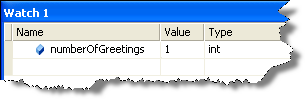 Watch 1
Name Value Type
numberOfGreetings 1 int